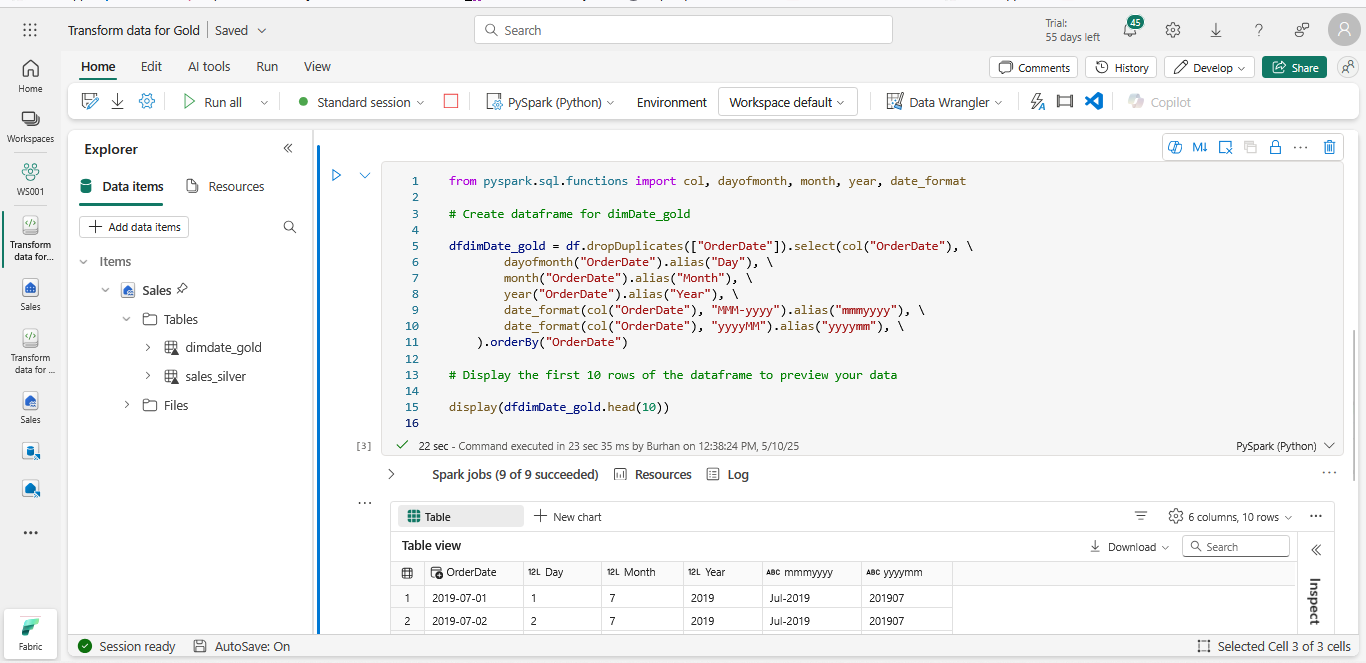 Transform data for Gold | Saved
Search
Trial:
55 days left
45
Home Edit AI tools Run View
Comments History Develop Share
Run all Standard session PySpark (Python) Environment Workspace default Data Wrangler Copilot
Home
Workspaces
WS001
Transform
data for...
Sales
Transform
data for ...
Sales
Fabric
Explorer
Data items Resources
Add data items
Items
Sales
Tables
dimdate_gold
sales_silver
Files
M↓
1 from pyspark.sql.functions import col, dayofmonth, month, year, date_format
2
3 # Create dataframe for dimDate_gold
4
5 dfdimDate_gold = df.dropDuplicates(["OrderDate"]).select(col("OrderDate"), \
6 dayofmonth("OrderDate").alias("Day"), \
7 month("OrderDate").alias("Month"), \
8 year("OrderDate").alias("Year"), \
9 date_format(col("OrderDate"), "MMM-yyyy").alias("mmmyyyy"), \
10 date_format(col("OrderDate"), "yyyyMM").alias("yyyymm"), \
11 ).orderBy("OrderDate")
12
13 # Display the first 10 rows of the dataframe to preview your data
14
15 display(dfdimDate_gold.head(10))
16
[3] 22 sec - Command executed in 23 sec 35 ms by Burhan on 12:38:24 PM, 5/10/25 PySpark (Python)
Spark jobs (9 of 9 succeeded) Resources Log
Table New chart 6 columns, 10 rows
Table view Download Search
OrderDate 12L Day 12L Month 12L Year ABC mmmyyyy ABC yyyymm
1 2019-07-01 1 7 2019 Jul-2019 201907
2 2019-07-02 2 7 2019 Jul-2019 201907
Inspect
Session ready AutoSave: On Selected Cell 3 of 3 cells